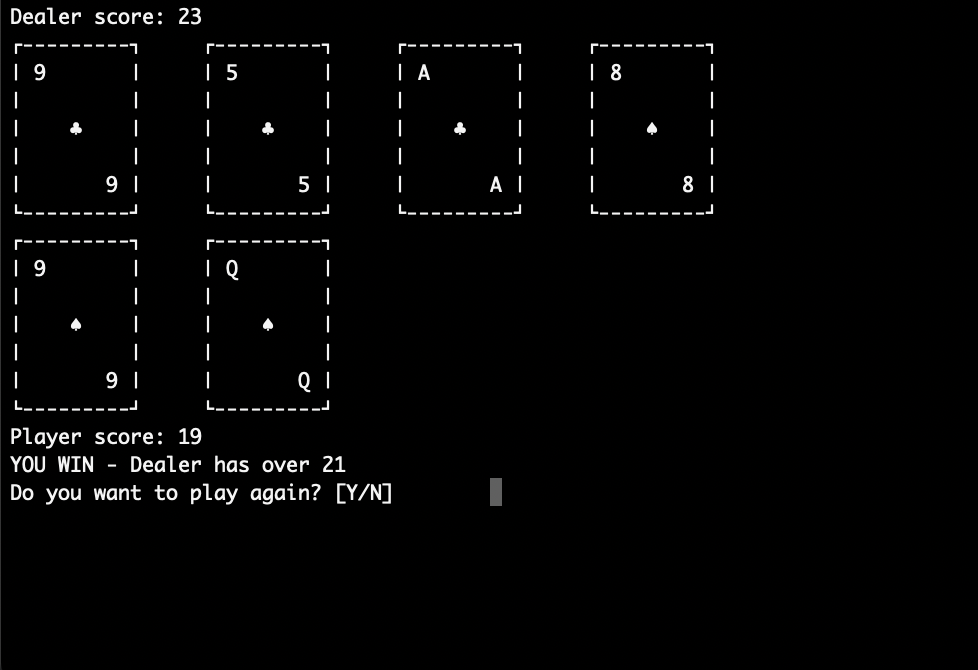 Dealer score: 23
9 5 A 8
♣ ♣ ♣ ♠
9 5 A 8
9 Q
♠ ♠
9 Q
Player score: 19
YOU WIN - Dealer has over 21
Do you want to play again? [Y/N]